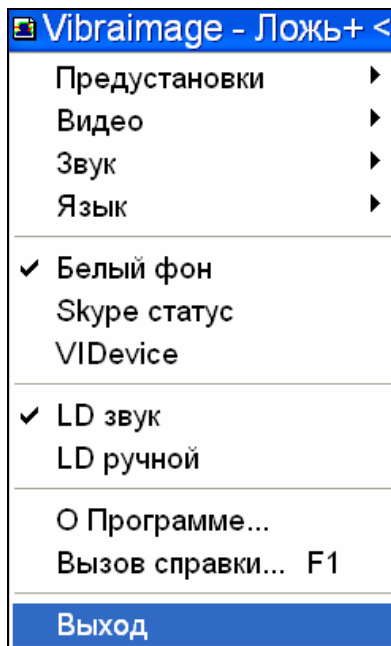 Vibraimage - Ложь+ <
Предустановки
Видео
Звук
Язык
Белый фон
Skype статус
VIDevice
LD звук
LD ручной
О Программе...
Вызов справки... F1
Выход